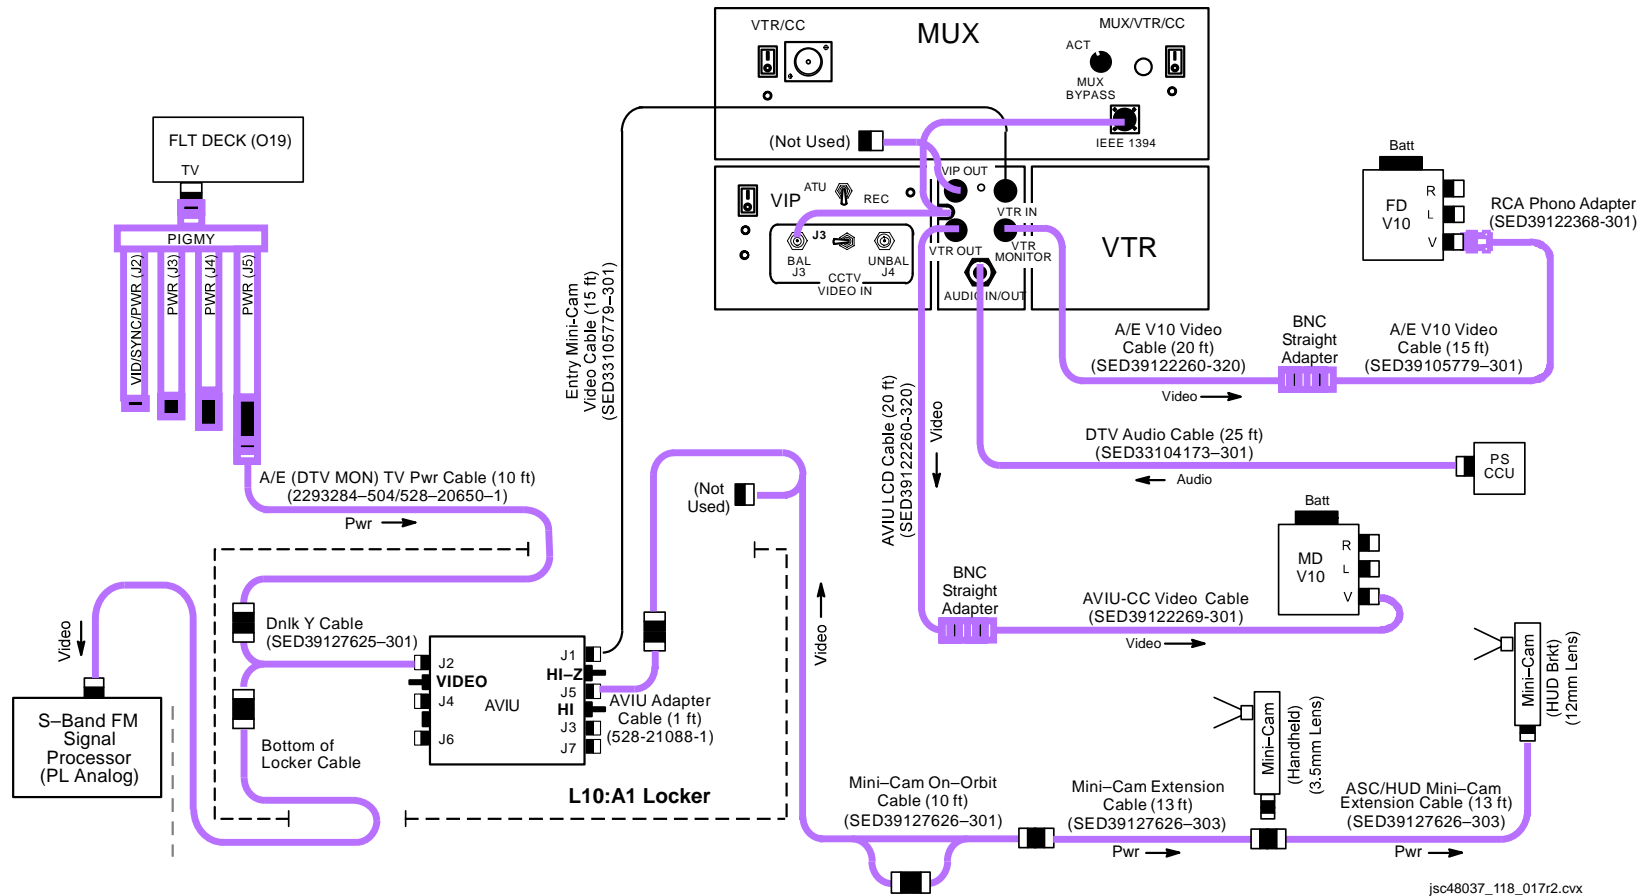 MUX
VTR/CC
MUX/VTR/CC
ACT
MUX
BYPASS
IEEE 1394
(Not Used)
FLT DECK (O19)
TV
PIGMY
VID/SYNC/PWR (J2)
PWR (J3)
PWR (J4)
PWR (J5)
VIP
ATU
REC
J3
BAL
J3
UNBAL
J4
CCTV
VIDEO IN
VIP OUT
VTR IN
VTR OUT
VTR
MONITOR
AUDIO IN/OUT
VTR
Batt
FD
V10
R
L
V
RCA Phono Adapter
(SED39122368-301)
Entry Mini-Cam
Video Cable (15 ft)
(SED33105779–301)
A/E V10 Video
Cable (20 ft)
(SED39122260-320)
Video
BNC
Straight
Adapter
A/E V10 Video
Cable (15 ft)
(SED39105779–301)
AVIU LCD Cable (20 ft)
(SED39122260-320)
Video
DTV Audio Cable (25 ft)
(SED33104173–301)
Audio
PS
CCU
A/E (DTV MON) TV Pwr Cable (10 ft)
(2293284–504/528–20650–1)
Pwr
(Not
Used)
Batt
MD
V10
R
L
V
BNC
Straight
Adapter
AVIU-CC Video Cable
(SED39122269-301)
Video
Video
Dnlk Y Cable
(SED39127625–301)
Video
J2
VIDEO
J4
J6
AVIU
J1
HI–Z
J5
HI
J3
J7
AVIU Adapter
Cable (1 ft)
(528-21088-1)
S–Band FM
Signal
Processor
(PL Analog)
Bottom of
Locker Cable
L10:A1 Locker
Mini–Cam
(HUD Brkt)
(12mm Lens)
Mini–Cam
(Handheld)
(3.5mm Lens)
Mini–Cam On–Orbit
Cable (10 ft)
(SED39127626–301)
Mini–Cam Extension
Cable (13 ft)
(SED39127626–303)
Pwr
ASC/HUD Mini–Cam
Extension Cable (13 ft)
(SED39127626–303)
Pwr
jsc48037_118_017r2.cvx